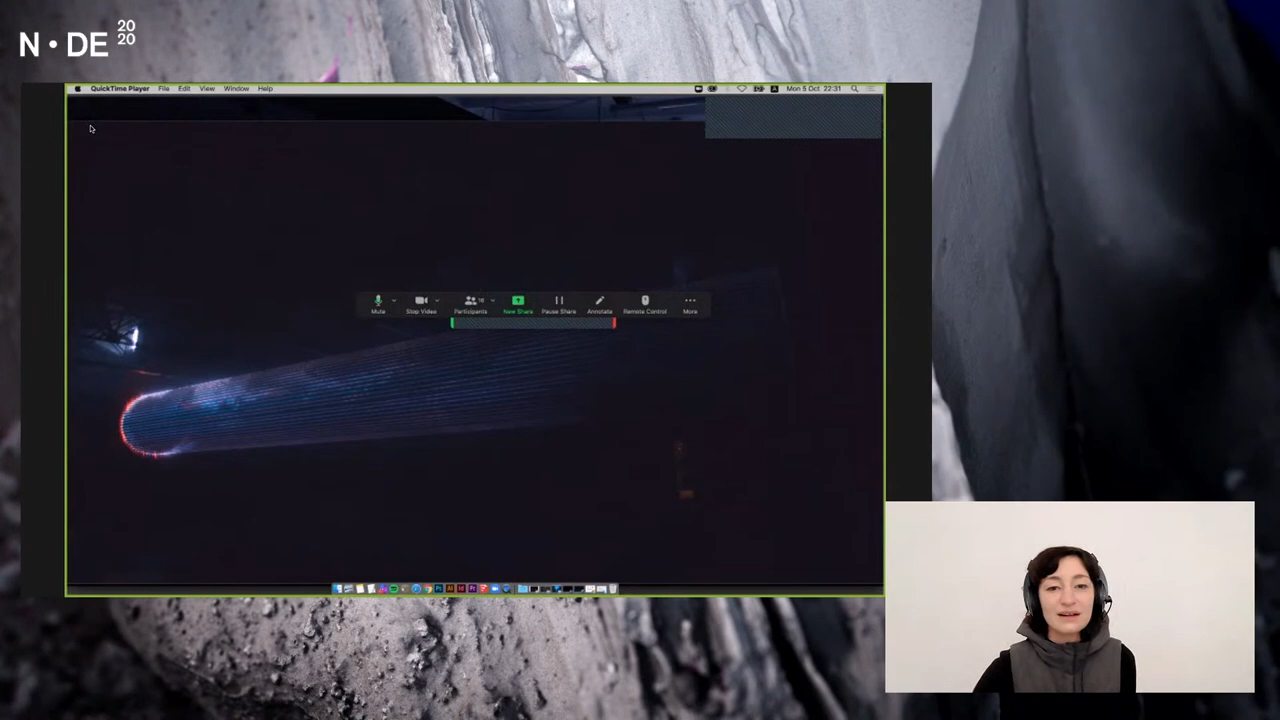 N • DE 20
20
QuickTime Player File Edit View Window Help
Mon 5 Oct 22:31
Mute Stop Video Participants 16 New Share Pause Share Annotate Remote Control More